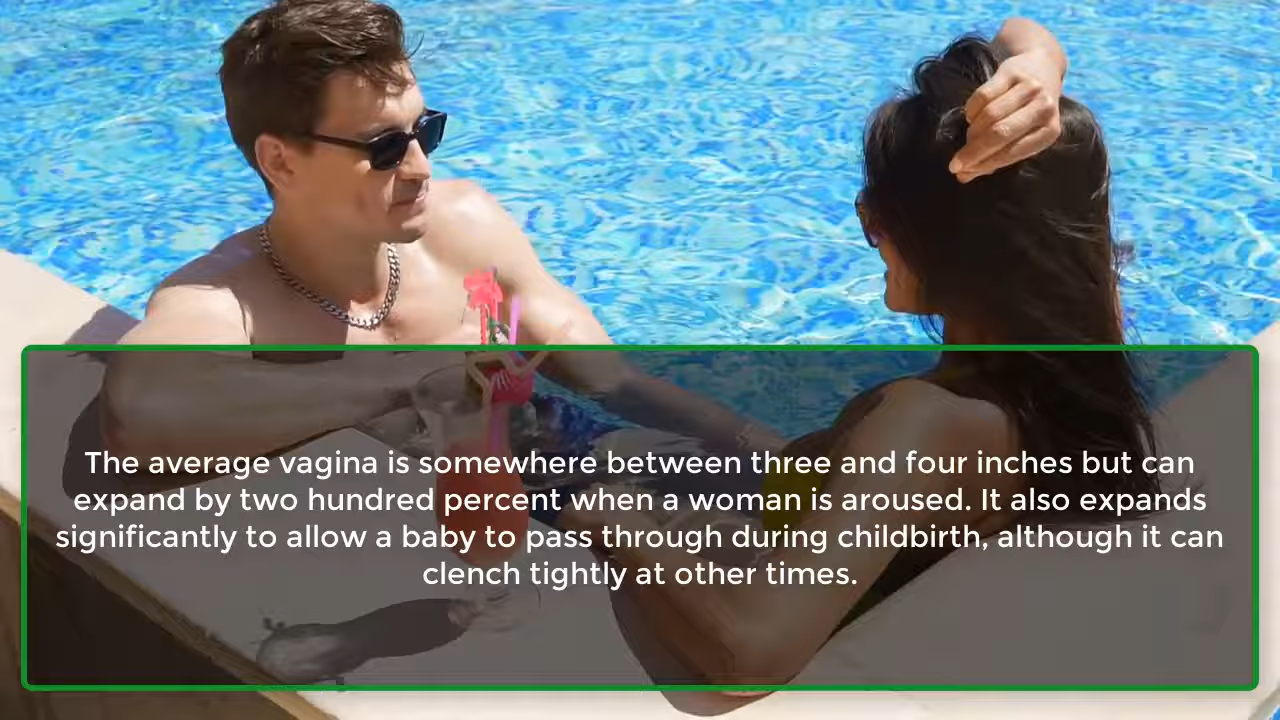 The average vagina is somewhere between three and four inches but can
expand by two hundred percent when a woman is aroused. It also expands
significantly to allow a baby to pass through during childbirth, although it can
clench tightly at other times.